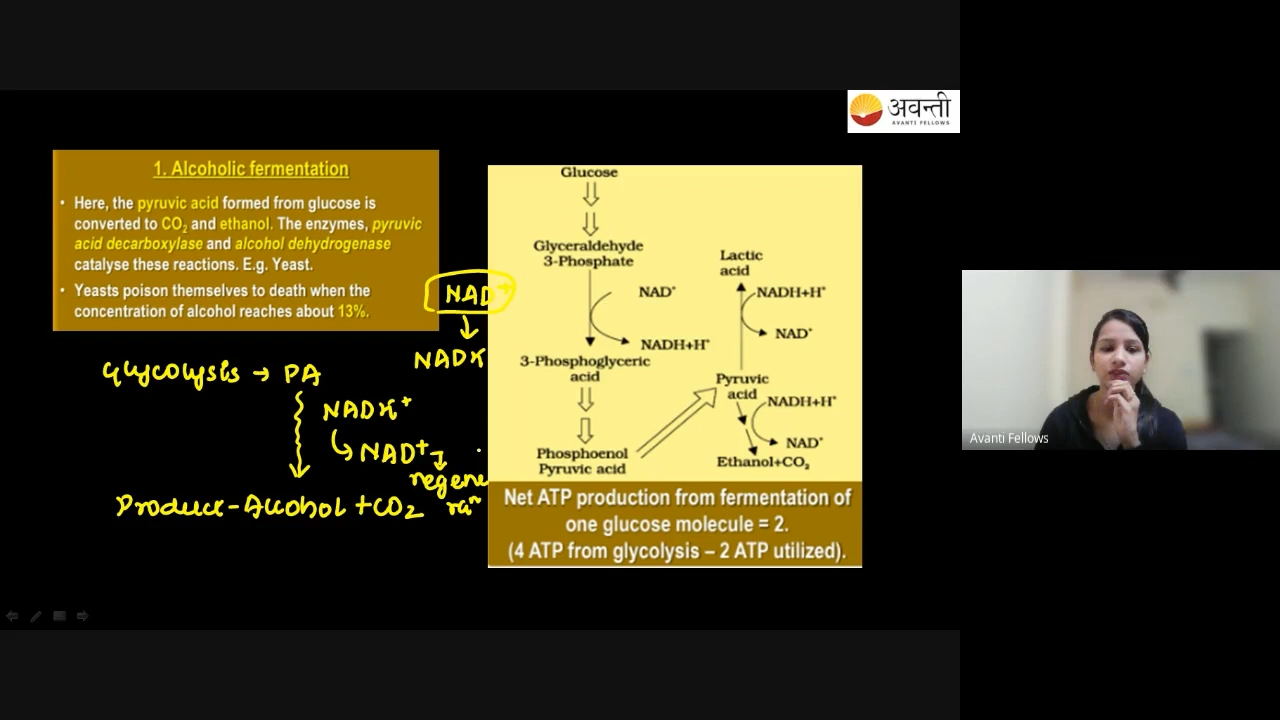 अवन्ती
AVANTI FELLOWS
1. Alcoholic fermentation
• Here, the pyruvic acid formed from glucose is
converted to CO₂ and ethanol. The enzymes, pyruvic
acid decarboxylase and alcohol dehydrogenase
catalyse these reactions. E.g. Yeast.
• Yeasts poison themselves to death when the
concentration of alcohol reaches about 13%.
NAD⁺
↓
NADH
Glycolysis → PA
NADH⁺
↳ NAD⁺
regene
raⁿ
Produce - Alcohol + CO2
Glucose
Glyceraldehyde
3-Phosphate
NAD⁺
NADH+H⁺
3-Phosphoglyceric
acid
Phosphoenol
Pyruvic acid
Lactic
acid
NADH+H⁺
NAD⁺
Pyruvic
acid
NADH+H⁺
NAD⁺
Ethanol+CO₂
Net ATP production from fermentation of
one glucose molecule = 2.
(4 ATP from glycolysis – 2 ATP utilized).
Avanti Fellows